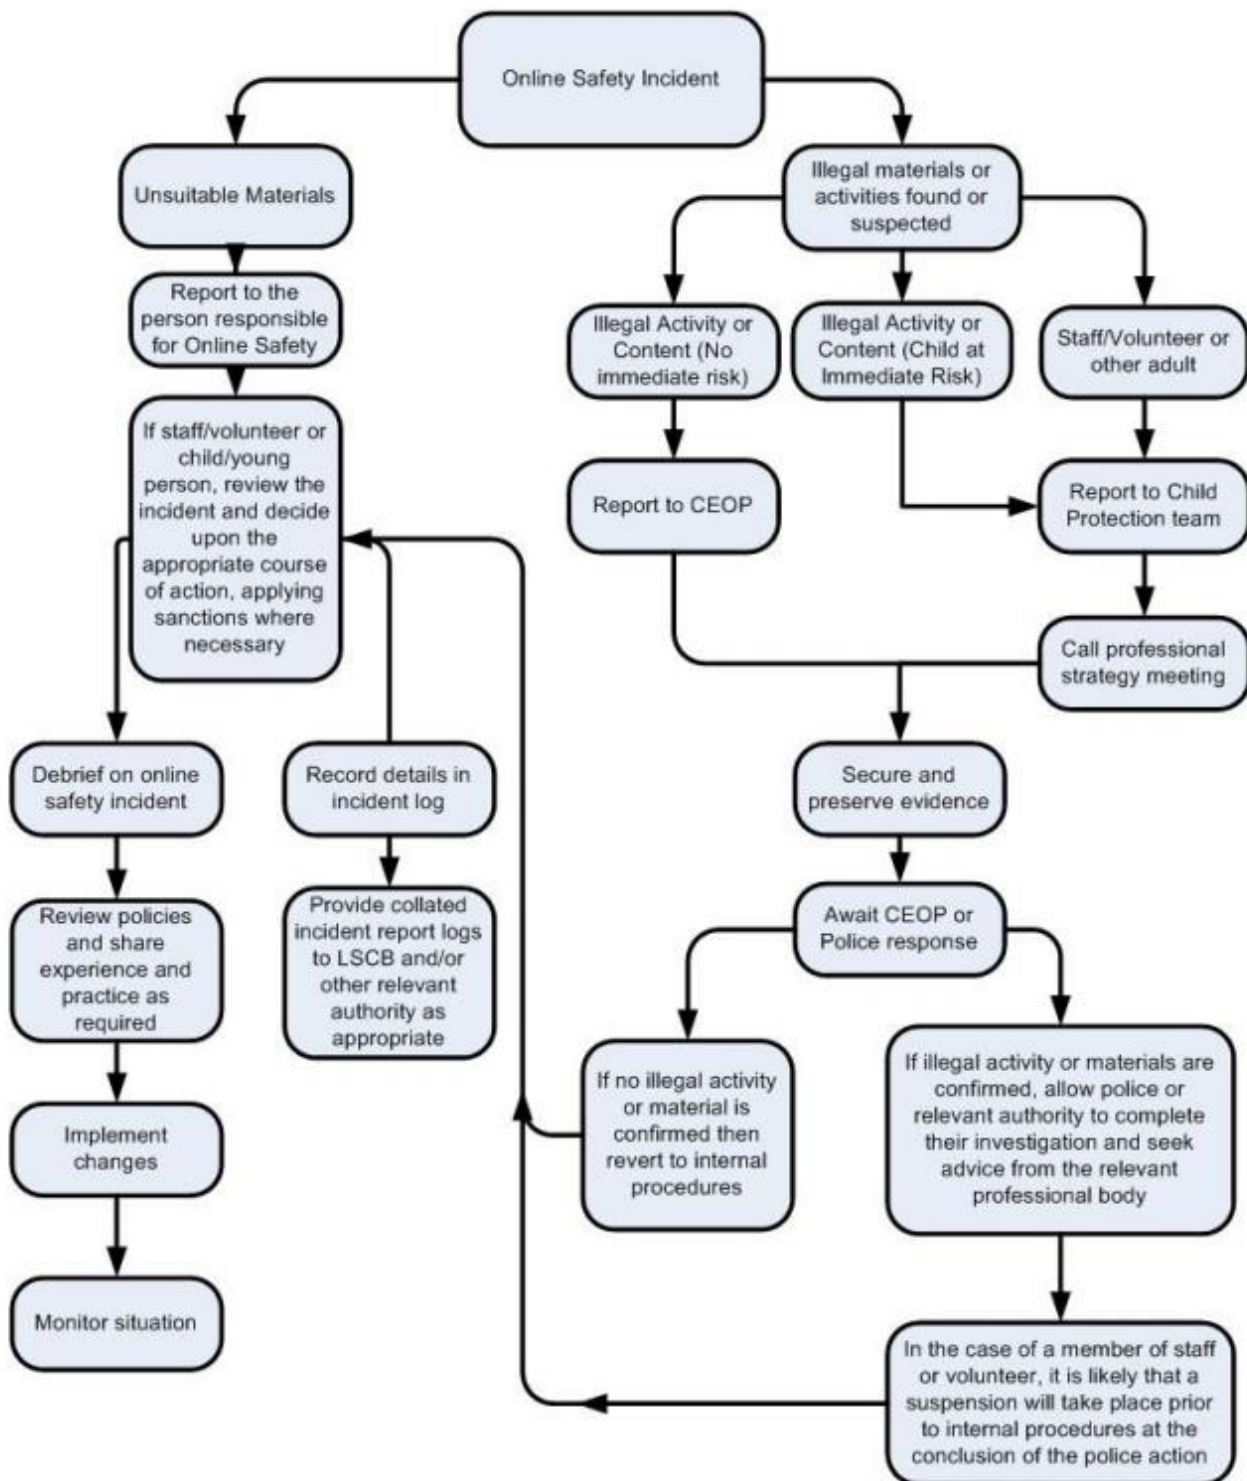 Online Safety Incident
Unsuitable Materials
Illegal materials or
activities found or
suspected
Report to the
person responsible
for Online Safety
Illegal Activity or
Content (No
immediate risk)
Illegal Activity or
Content (Child at
Immediate Risk)
Staff/Volunteer or
other adult
If staff/volunteer or
child/young
person, review the
incident and decide
upon the
appropriate course
of action, applying
sanctions where
necessary
Report to CEOP
Report to Child
Protection team
Call professional
strategy meeting
Debrief on online
safety incident
Record details in
incident log
Secure and
preserve evidence
Review policies
and share
experience and
practice as
required
Provide collated
incident report logs
to LSCB and/or
other relevant
authority as
appropriate
Await CEOP or
Police response
If no illegal activity
or material is
confirmed then
revert to internal
procedures
If illegal activity or materials are
confirmed, allow police or
relevant authority to complete
their investigation and seek
advice from the relevant
professional body
Implement
changes
Monitor situation
In the case of a member of staff
or volunteer, it is likely that a
suspension will take place prior
to internal procedures at the
conclusion of the police action